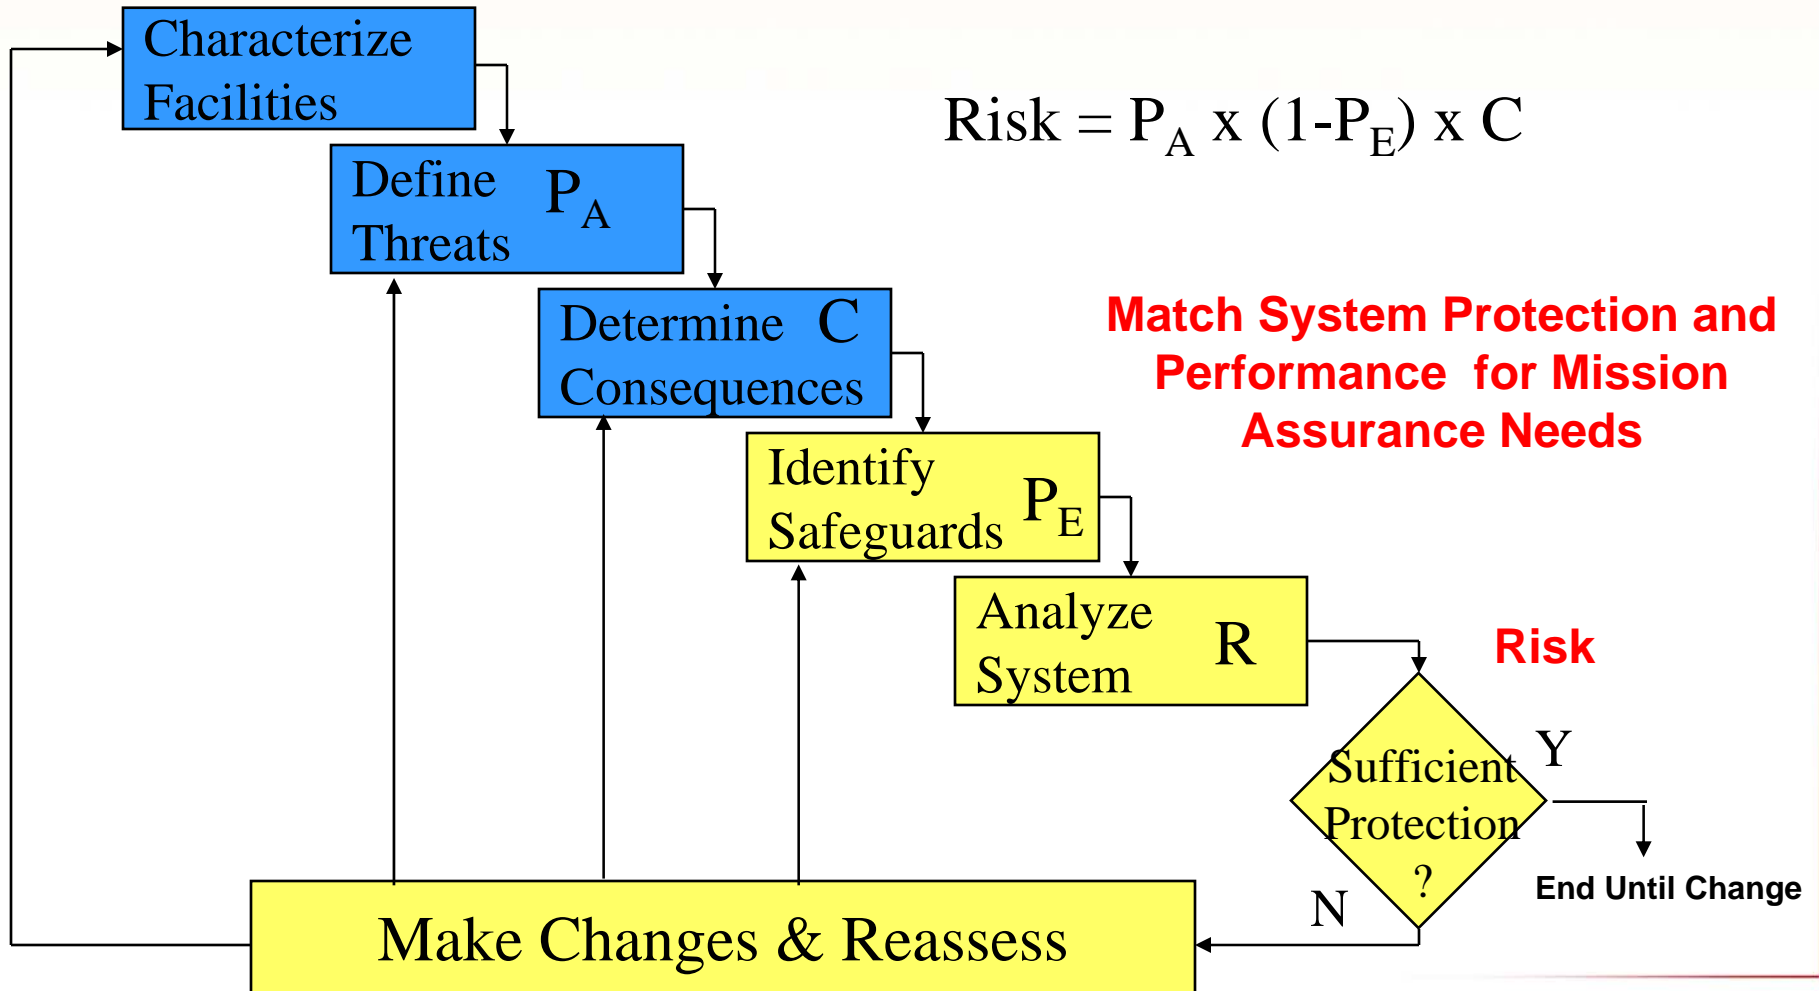 Characterize
Facilities
Risk = P_A x (1-P_E) x C
Define P_A
Threats
Determine C
Consequences
Match System Protection and
Performance for Mission
Assurance Needs
Identify
Safeguards P_E
Analyze
System R
Risk
Sufficient
Protection
?
Y
End Until Change
N
Make Changes & Reassess